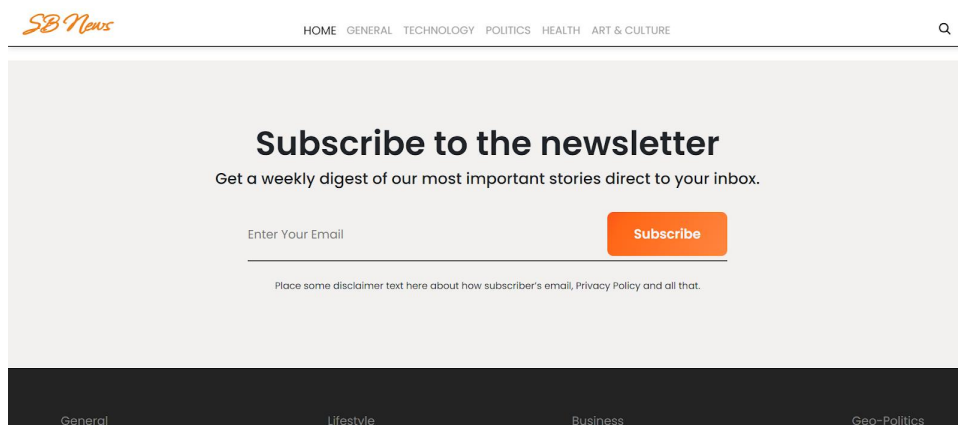 SB News
HOME GENERAL TECHNOLOGY POLITICS HEALTH ART & CULTURE
Subscribe to the newsletter
Get a weekly digest of our most important stories direct to your inbox.
Enter Your Email
Subscribe
Place some disclaimer text here about how subscriber's email, Privacy Policy and all that.
General Lifestyle Business Geo-Politics